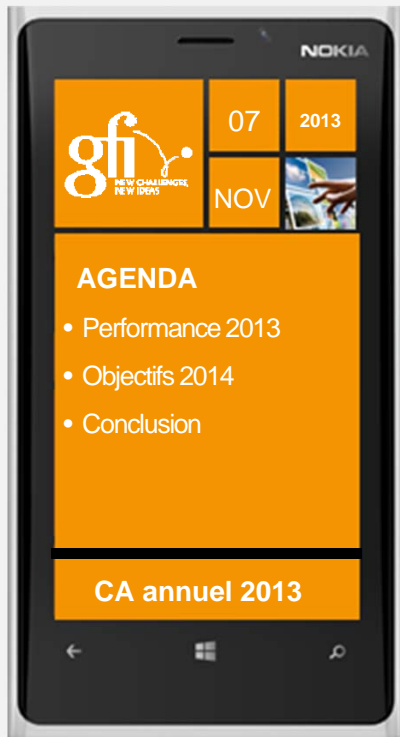 NOKIA
gfi
NEW CHALLENGES,
NEW IDEAS
07
2013
NOV
AGENDA
• Performance 2013
• Objectifs 2014
• Conclusion
CA annuel 2013